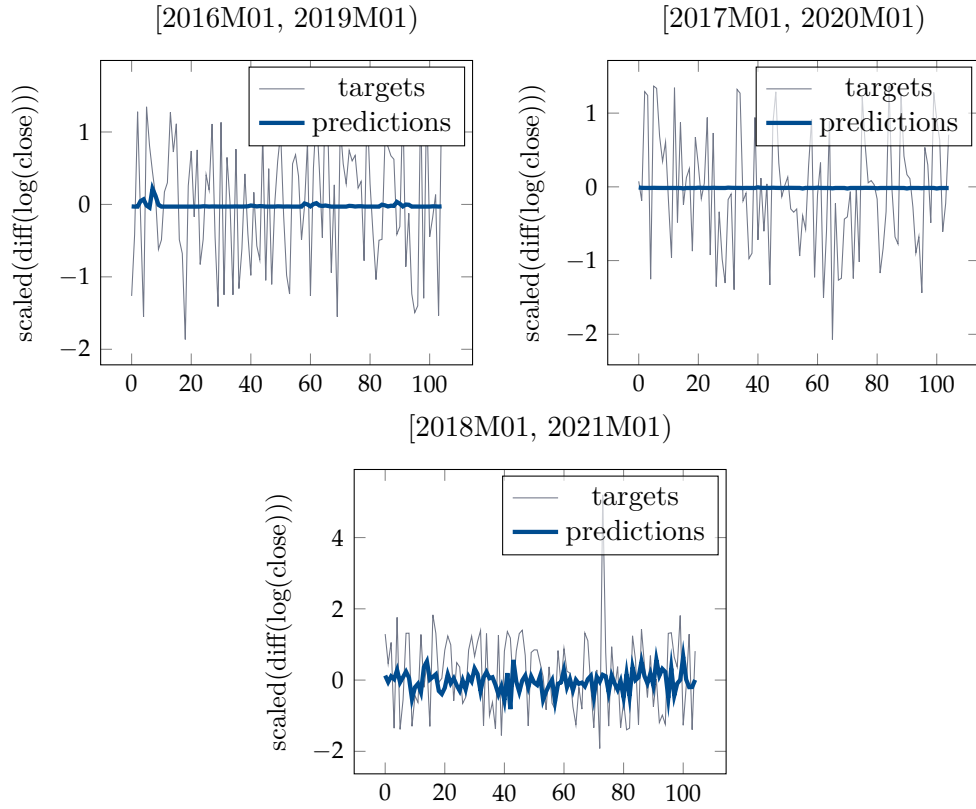 [2016M01, 2019M01)
scaled(diff(log(close)))
targets
predictions
1
0
−1
−2
0 20 40 60 80 100
[2017M01, 2020M01)
scaled(diff(log(close)))
targets
predictions
1
0
−1
−2
0 20 40 60 80 100
[2018M01, 2021M01)
scaled(diff(log(close)))
targets
predictions
4
2
0
−2
0 20 40 60 80 100